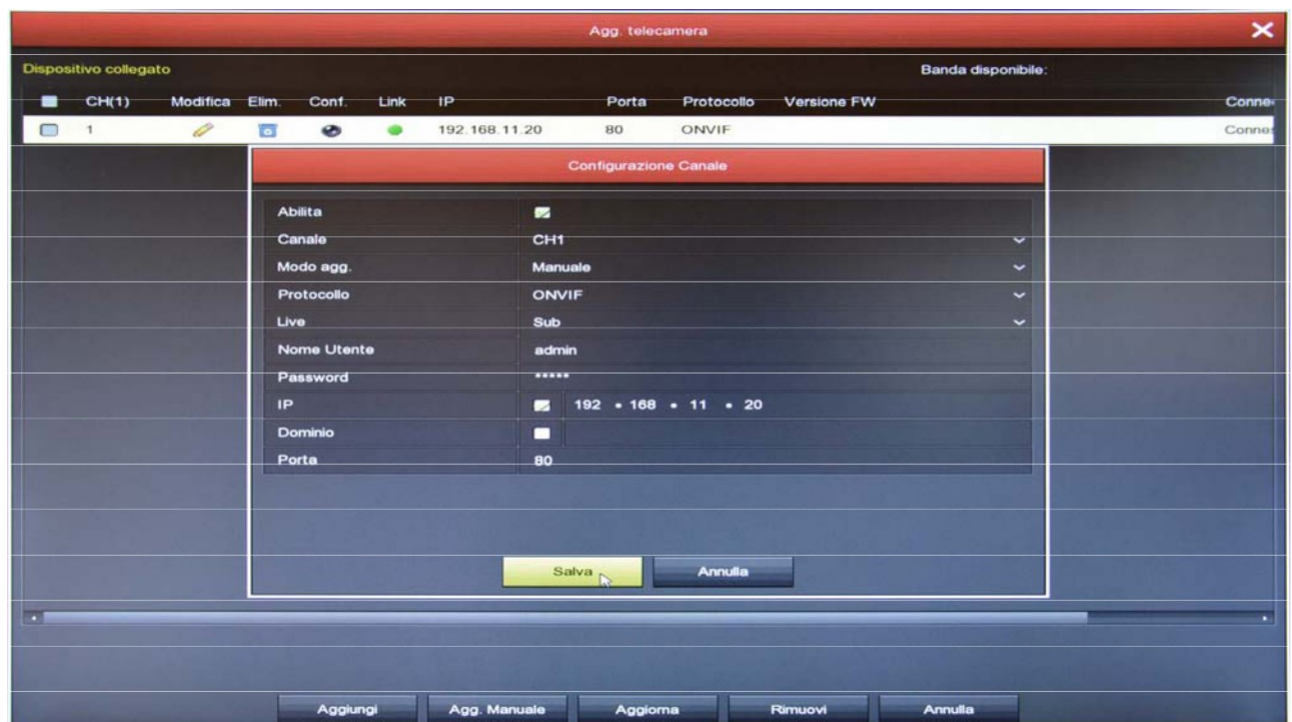 Agg. telecamera
Dispositivo collegato Banda disponibile:
CH(1) Modifica Elim. Conf. Link IP Porta Protocollo Versione FW
1 192.168.11.20 80 ONVIF
Configurazione Canale
Abilita
Canale CH1
Modo agg. Manuale
Protocollo ONVIF
Live Sub
Nome Utente admin
Password *****
IP 192 . 168 . 11 . 20
Dominio
Porta 80
Salva Annulla
Aggiungi Agg. Manuale Aggiorna Rimuovi Annulla